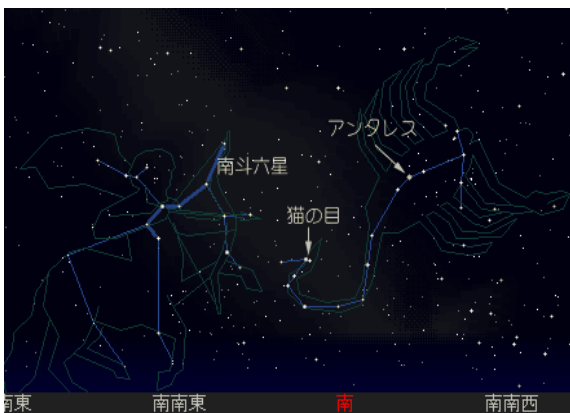 アンタレス
南斗六星
猫の目
南東
南南東
南
南南西